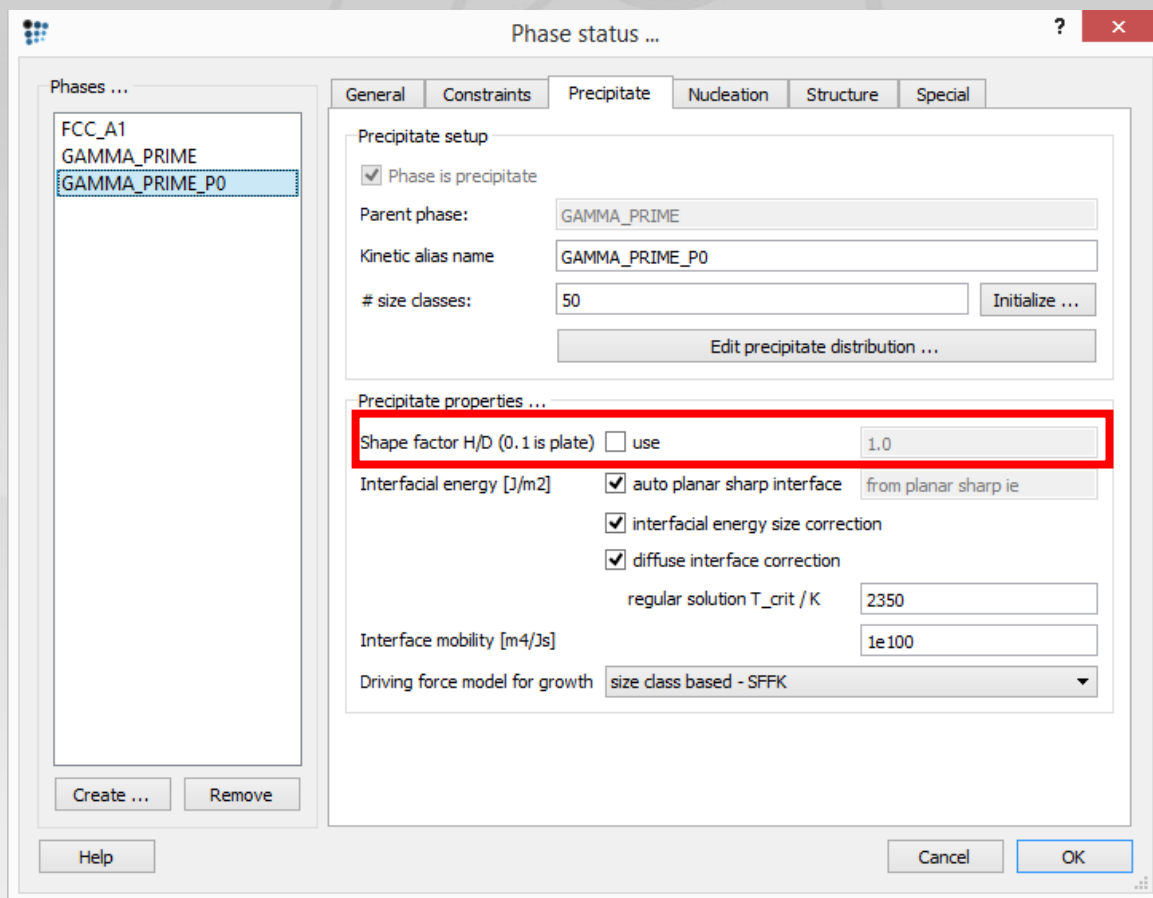 Phase status ...
?
Phases ...
FCC_A1
GAMMA_PRIME
GAMMA_PRIME_P0
Create ...
Remove
General
Constraints
Precipitate
Nucleation
Structure
Special
Precipitate setup
Phase is precipitate
Parent phase:
GAMMA_PRIME
Kinetic alias name
GAMMA_PRIME_P0
# size classes:
50
Initialize ...
Edit precipitate distribution ...
Precipitate properties ...
Shape factor H/D (0.1 is plate)
use
1.0
Interfacial energy [J/m2]
auto planar sharp interface
from planar sharp ie
interfacial energy size correction
diffuse interface correction
regular solution T_crit / K
2350
Interface mobility [m4/Js]
1e100
Driving force model for growth
size class based - SFFK
Help
Cancel
OK